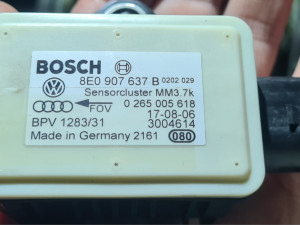 BOSCH
8E0 907 637 B 0202 029
Sensorcluster MM3.7k
FOV 0 265 005 618
BPV 1283/31 17-08-06
3004614
Made in Germany 2161 080